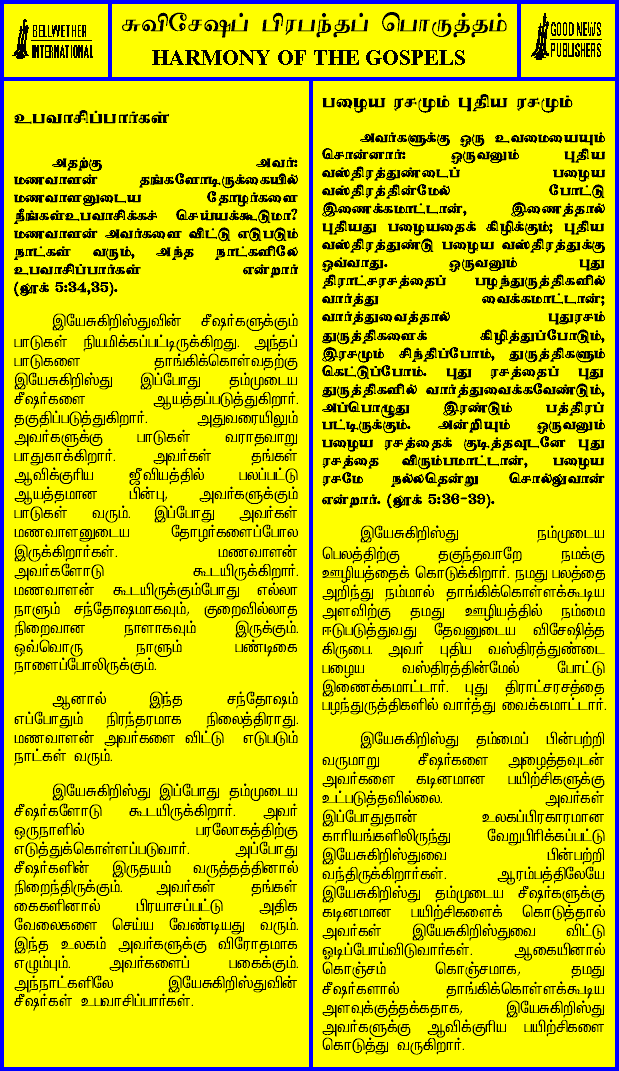 BELLWETHER
INTERNATIONAL
சுவிசேஷப் பிரபந்தப் பொருத்தம்
HARMONY OF THE GOSPELS
GOOD NEWS
PUBLISHERS
உபவாசிப்பார்கள்
அதற்கு அவர்:
மணவாளன் தங்களோடிருக்கையில்
மணவாளனுடைய தோழர்களை
நீங்கள்உபவாசிக்கச் செய்யக்கூடுமா?
மணவாளன் அவர்களை விட்டு எடுபடும்
நாட்கள் வரும், அந்த நாட்களிலே
உபவாசிப்பார்கள் என்றார்
(லூக் 5:34,35).
இயேசுகிறிஸ்துவின் சீஷர்களுக்கும்
பாடுகள் நியமிக்கப்பட்டிருக்கிறது. அந்தப்
பாடுகளை தாங்கிக்கொள்வதற்கு
இயேசுகிறிஸ்து இப்போது தம்முடைய
சீஷர்களை ஆயத்தப்படுத்துகிறார்.
தகுதிப்படுத்துகிறார். அதுவரையிலும்
அவர்களுக்கு பாடுகள் வராதவாறு
பாதுகாக்கிறார். அவர்கள் தங்கள்
ஆவிக்குரிய ஜீவியத்தில் பலப்பட்டு
ஆயத்தமான பின்பு, அவர்களுக்கும்
பாடுகள் வரும். இப்போது அவர்கள்
மணவாளனுடைய தோழர்களைப்போல
இருக்கிறார்கள். மணவாளன்
அவர்களோடு கூடயிருக்கிறார்.
மணவாளன் கூடயிருக்கும்போது எல்லா
நாளும் சந்தோஷமாகவும், குறைவில்லாத
நிறைவான நாளாகவும் இருக்கும்.
ஒவ்வொரு நாளும் பண்டிகை
நாளைப்போலிருக்கும்.
ஆனால் இந்த சந்தோஷம்
எப்போதும் நிரந்தரமாக நிலைத்திராது.
மணவாளன் அவர்களை விட்டு எடுபடும்
நாட்கள் வரும்.
இயேசுகிறிஸ்து இப்போது தம்முடைய
சீஷர்களோடு கூடயிருக்கிறார். அவர்
ஒருநாளில் பரலோகத்திற்கு
எடுத்துக்கொள்ளப்படுவார். அப்போது
சீஷர்களின் இருதயம் வருத்தத்தினால்
நிறைந்திருக்கும். அவர்கள் தங்கள்
கைகளினால் பிரயாசப்பட்டு அதிக
வேலைகளை செய்ய வேண்டியது வரும்.
இந்த உலகம் அவர்களுக்கு விரோதமாக
எழும்பும். அவர்களைப் பகைக்கும்.
அந்நாட்களிலே இயேசுகிறிஸ்துவின்
சீஷர்கள் உபவாசிப்பார்கள்.
பழைய ரசமும் புதிய ரசமும்
அவர்களுக்கு ஒரு உவமையையும்
சொன்னார்: ஒருவனும் புதிய
வஸ்திரத்துண்டைப் பழைய
வஸ்திரத்தின்மேல் போட்டு
இணைக்கமாட்டான், இணைத்தால்
புதியது பழையதைக் கிழிக்கும்; புதிய
வஸ்திரத்துண்டு பழைய வஸ்திரத்துக்கு
ஒவ்வாது. ஒருவனும் புது
திராட்சரசத்தைப் பழந்துருத்திகளில்
வார்த்து வைக்கமாட்டான்;
வார்த்துவைத்தால் புதுரசம்
துருத்திகளைக் கிழித்துப்போடும்,
இரசமும் சிந்திப்போம், துருத்திகளும்
கெட்டுப்போம். புது ரசத்தைப் புது
துருத்திகளில் வார்த்துவைக்கவேண்டும்,
அப்பொழுது இரண்டும் பத்திரப்
பட்டிருக்கும். அன்றியும் ஒருவனும்
பழைய ரசத்தைக் குடித்தவுடனே புது
ரசத்தை விரும்பமாட்டான், பழைய
ரசமே நல்லதென்று சொல்லுவான்
என்றார். (லூக் 5:36-39).
இயேசுகிறிஸ்து நம்முடைய
பெலத்திற்கு தகுந்தவாறே நமக்கு
ஊழியத்தைக் கொடுக்கிறார். நமது பலத்தை
அறிந்து நம்மால் தாங்கிக்கொள்ளக்கூடிய
அளவிற்கு தமது ஊழியத்தில் நம்மை
ஈடுபடுத்துவது தேவனுடைய விசேஷித்த
கிருபை. அவர் புதிய வஸ்திரத்துண்டை
பழைய வஸ்திரத்தின்மேல் போட்டு
இணைக்கமாட்டார். புது திராட்சரசத்தை
பழந்துருத்திகளில் வார்த்து வைக்கமாட்டார்.
இயேசுகிறிஸ்து தம்மைப் பின்பற்றி
வருமாறு சீஷர்களை அழைத்தவுடன்
அவர்களை கடினமான பயிற்சிகளுக்கு
உட்படுத்தவில்லை. அவர்கள்
இப்போதுதான் உலகப்பிரகாரமான
காரியங்களிலிருந்து வேறுபிரிக்கப்பட்டு
இயேசுகிறிஸ்துவை பின்பற்றி
வந்திருக்கிறார்கள். ஆரம்பத்திலேயே
இயேசுகிறிஸ்து தம்முடைய சீஷர்களுக்கு
கடினமான பயிற்சிகளைக் கொடுத்தால்
அவர்கள் இயேசுகிறிஸ்துவை விட்டு
ஓடிப்போய்விடுவார்கள். ஆகையினால்
கொஞ்சம் கொஞ்சமாக, தமது
சீஷர்களால் தாங்கிக்கொள்ளக்கூடிய
அளவுக்குத்தக்கதாக, இயேசுகிறிஸ்து
அவர்களுக்கு ஆவிக்குரிய பயிற்சிகளை
கொடுத்து வருகிறார்.